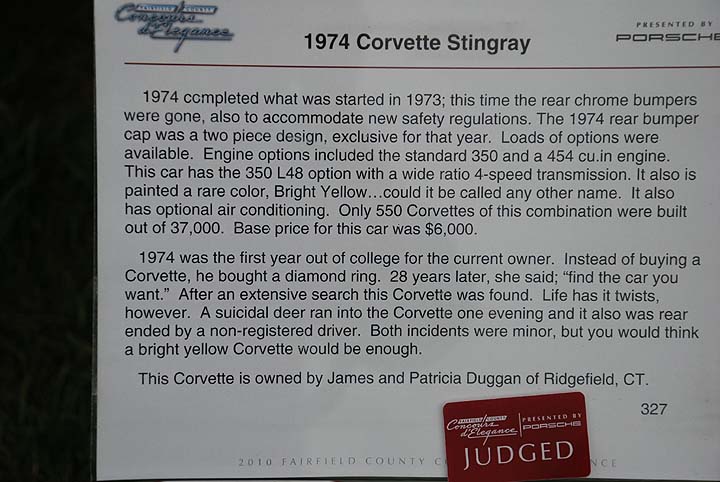 FAIRFIELD COUNTY
Concours
d'Elegance
1974 Corvette Stingray
PRESENTED BY
PORSCHE
1974 completed what was started in 1973; this time the rear chrome bumpers
were gone, also to accommodate new safety regulations. The 1974 rear bumper
cap was a two piece design, exclusive for that year. Loads of options were
available. Engine options included the standard 350 and a 454 cu.in engine.
This car has the 350 L48 option with a wide ratio 4-speed transmission. It also is
painted a rare color, Bright Yellow…could it be called any other name. It also
has optional air conditioning. Only 550 Corvettes of this combination were built
out of 37,000. Base price for this car was $6,000.
1974 was the first year out of college for the current owner. Instead of buying a
Corvette, he bought a diamond ring. 28 years later, she said; “find the car you
want.” After an extensive search this Corvette was found. Life has it twists,
however. A suicidal deer ran into the Corvette one evening and it also was rear
ended by a non-registered driver. Both incidents were minor, but you would think
a bright yellow Corvette would be enough.
This Corvette is owned by James and Patricia Duggan of Ridgefield, CT.
327
FAIRFIELD COUNTY
Concours
d'Elegance
PRESENTED BY
PORSCHE
JUDGED
2010 FAIRFIELD COUNTY C NCE